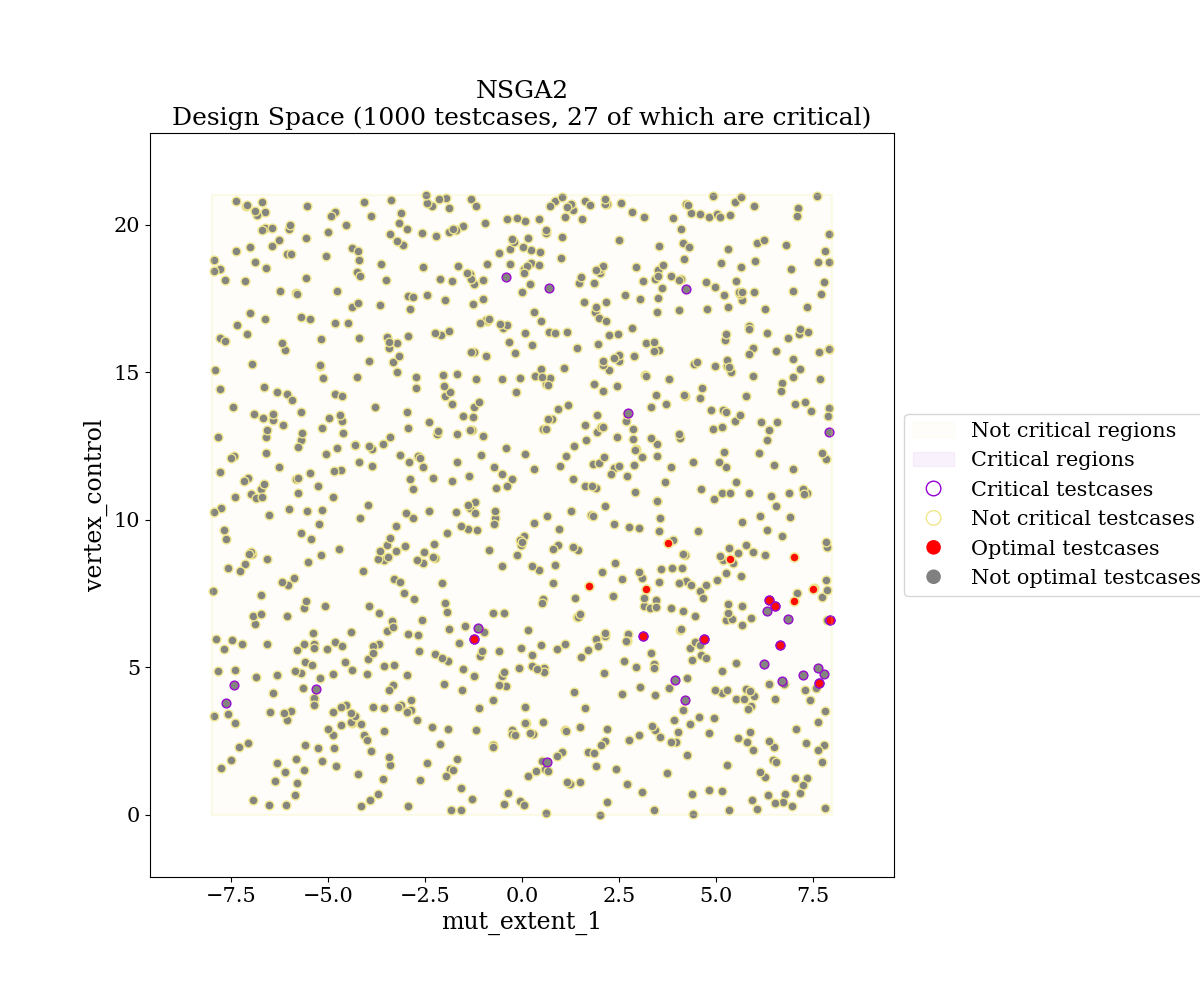 NSGA2
Design Space (1000 testcases, 27 of which are critical)
20
15
10
5
0
vertex_control
−7.5
−5.0
−2.5
0.0
2.5
5.0
7.5
mut_extent_1
Not critical regions
Critical regions
Critical testcases
Not critical testcases
Optimal testcases
Not optimal testcases